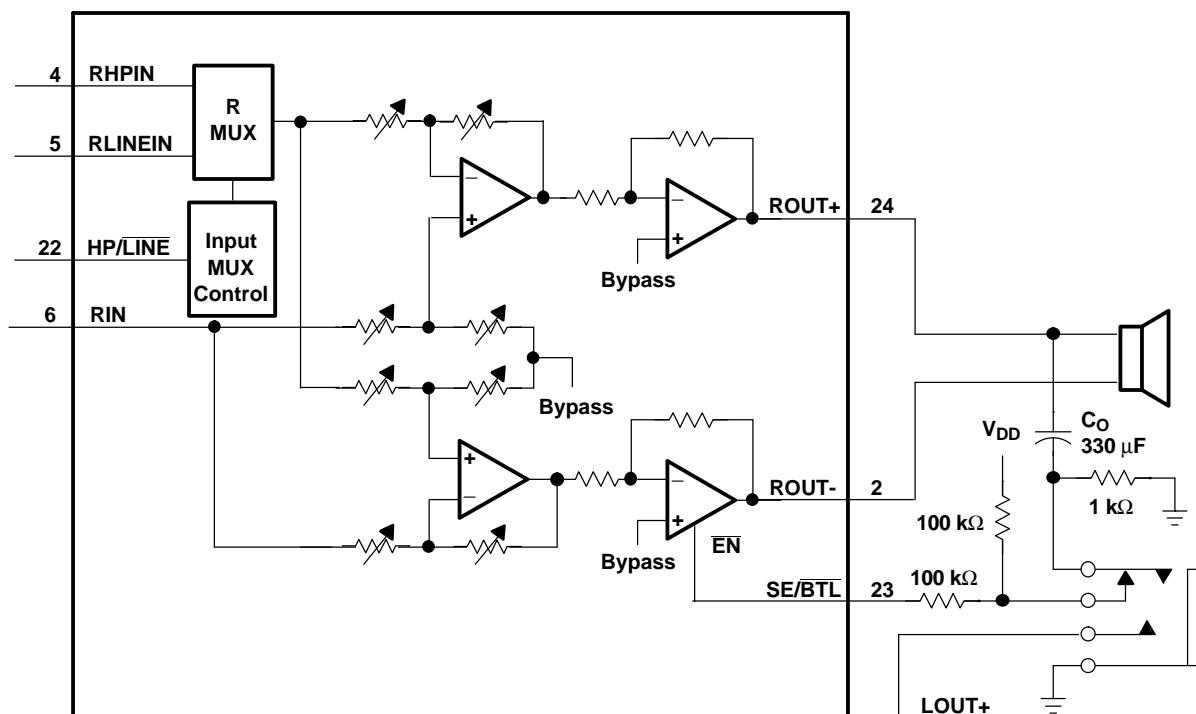 4 RHPIN
R
MUX
5 RLINEIN
− 
+
− 
+
ROUT+ 24
22 HP/LINE
Input
MUX
Control
Bypass
6 RIN
Bypass
VDD
CO
330 μF
+
−
−
+
ROUT- 2
1 kΩ
100 kΩ
Bypass
EN
100 kΩ
SE/BTL 23
LOUT+